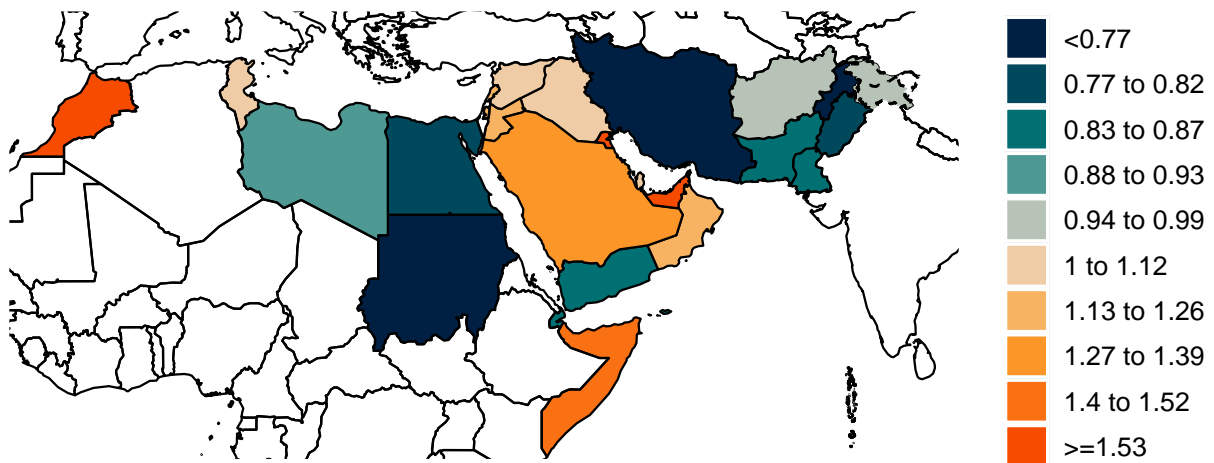 <0.77
0.77 to 0.82
0.83 to 0.87
0.88 to 0.93
0.94 to 0.99
1 to 1.12
1.13 to 1.26
1.27 to 1.39
1.4 to 1.52
>=1.53